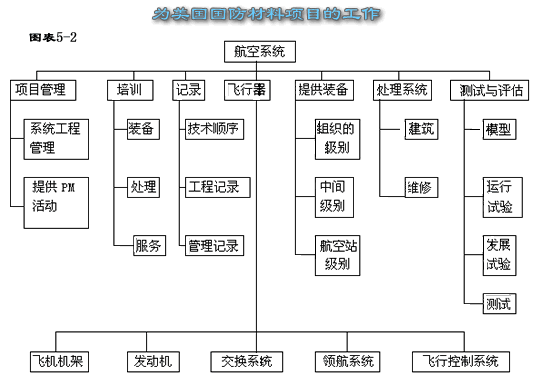 为美国国防材料项目的工作
图表5-2
航空系统
项目管理 培训 记录 飞行器 提供装备 处理系统 测试与评估
系统工程 装备 技术顺序 组织的 建筑 模型
管理 级别
提供 PM 处理 工程记录 中间 维修 运行
活动 级别 试验
服务 管理记录 航空站 发展
级别 试验
测试
飞机机架 发动机 交换系统 领航系统 飞行控制系统